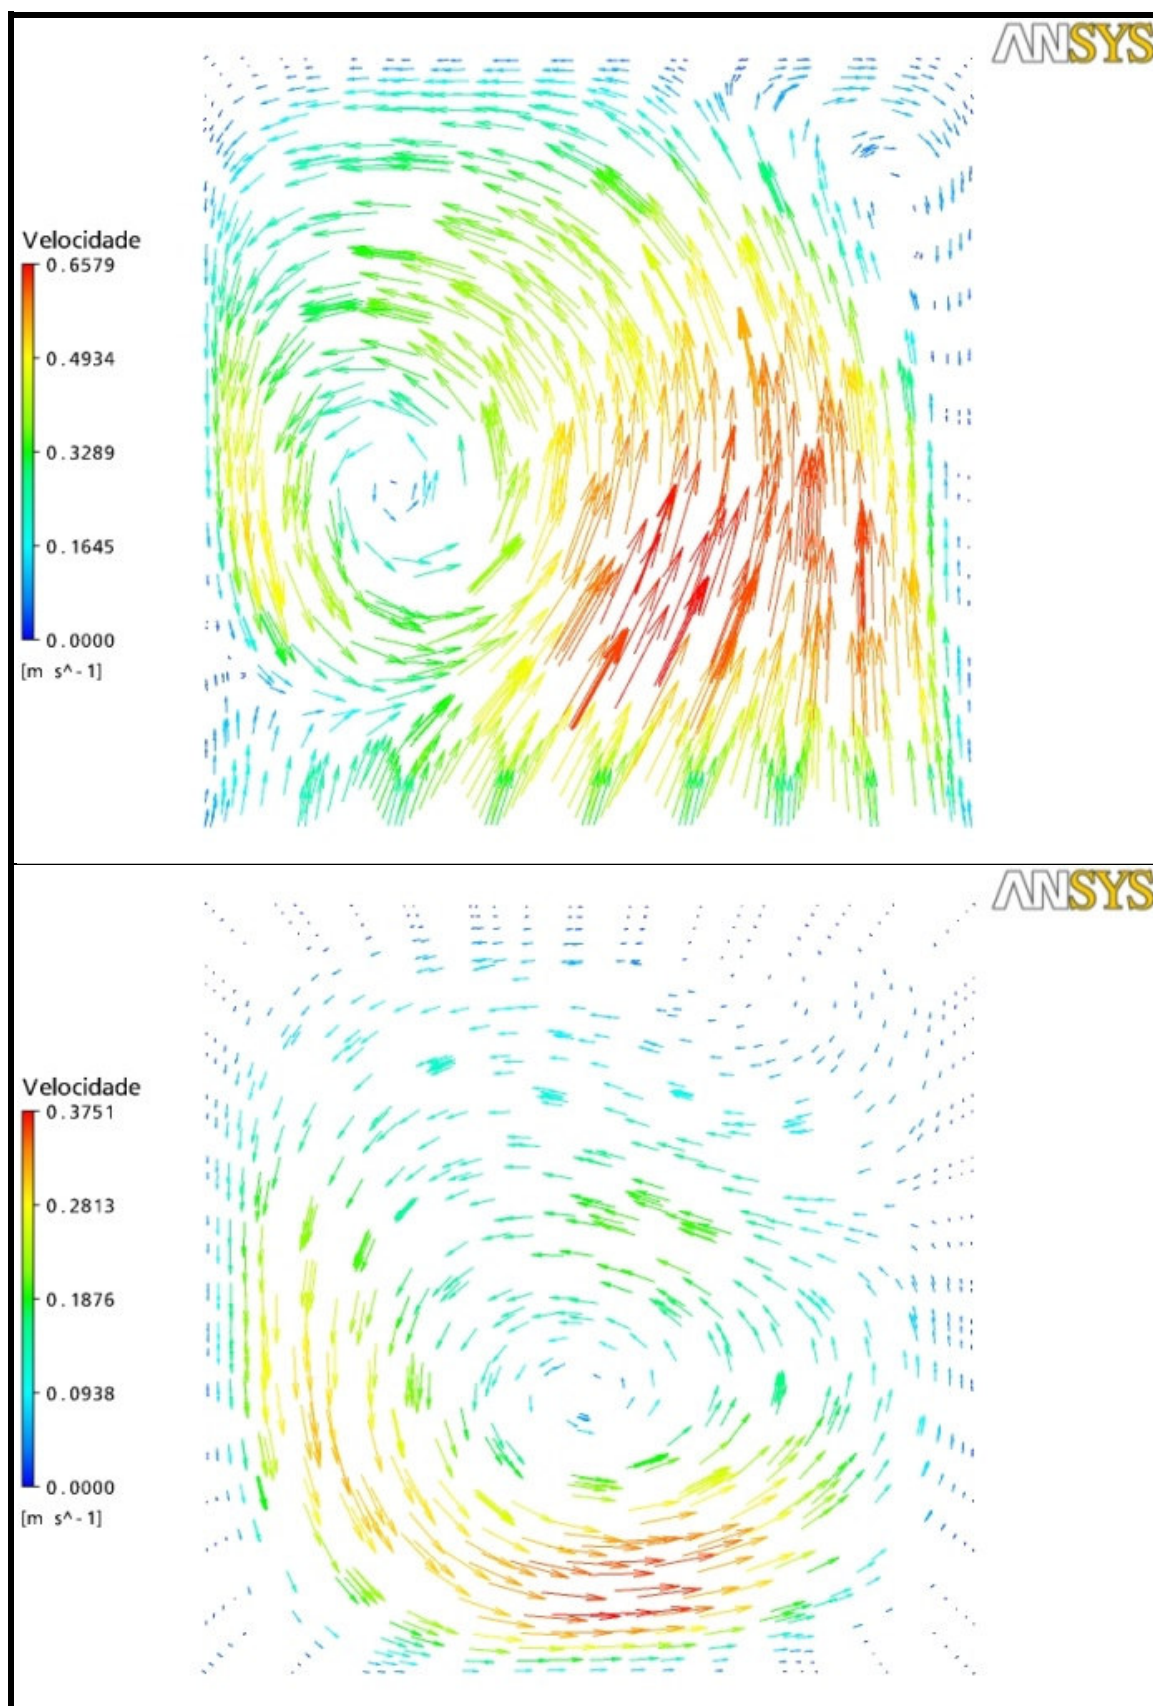 ANSYS
Velocidade
0.6579
0.4934
0.3289
0.1645
0.0000
[m s^-1]
ANSYS
Velocidade
0.3751
0.2813
0.1876
0.0938
0.0000
[m s^-1]